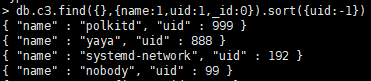 > db.c3.find({},{name:1,uid:1,_id:0}).sort({uid:-1})
{ "name" : "polkitd", "uid" : 999 }
{ "name" : "yaya", "uid" : 888 }
{ "name" : "systemd-network", "uid" : 192 }
{ "name" : "nobody", "uid" : 99 }